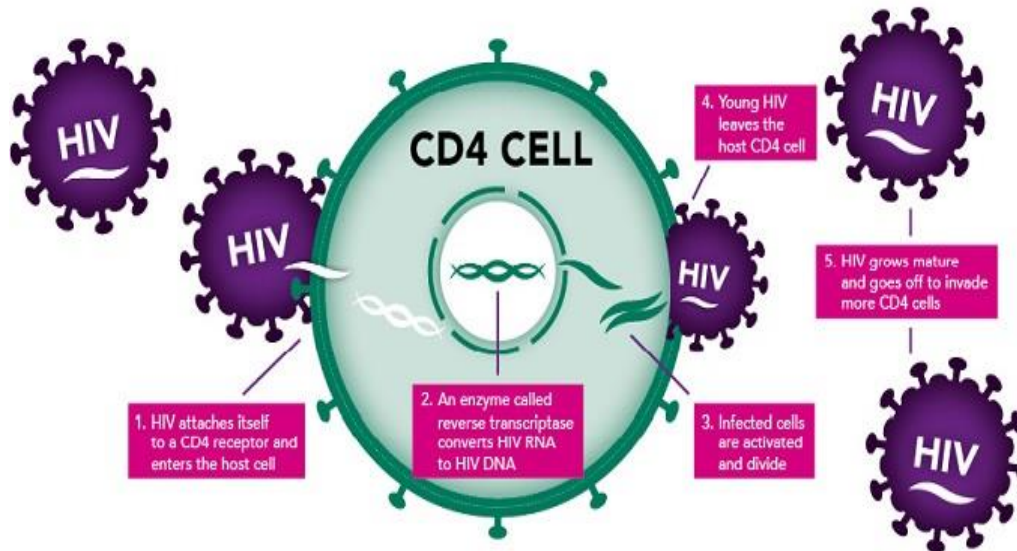 HIV
HIV
CD4 CELL
4. Young HIV
leaves the
host CD4 cell
HIV
HIV
5. HIV grows mature
and goes off to invade
more CD4 cells
1. HIV attaches itself
to a CD4 receptor and
enters the host cell
2. An enzyme called
reverse transcriptase
converts HIV RNA
to HIV DNA
3. Infected cells
are activated
and divide
HIV